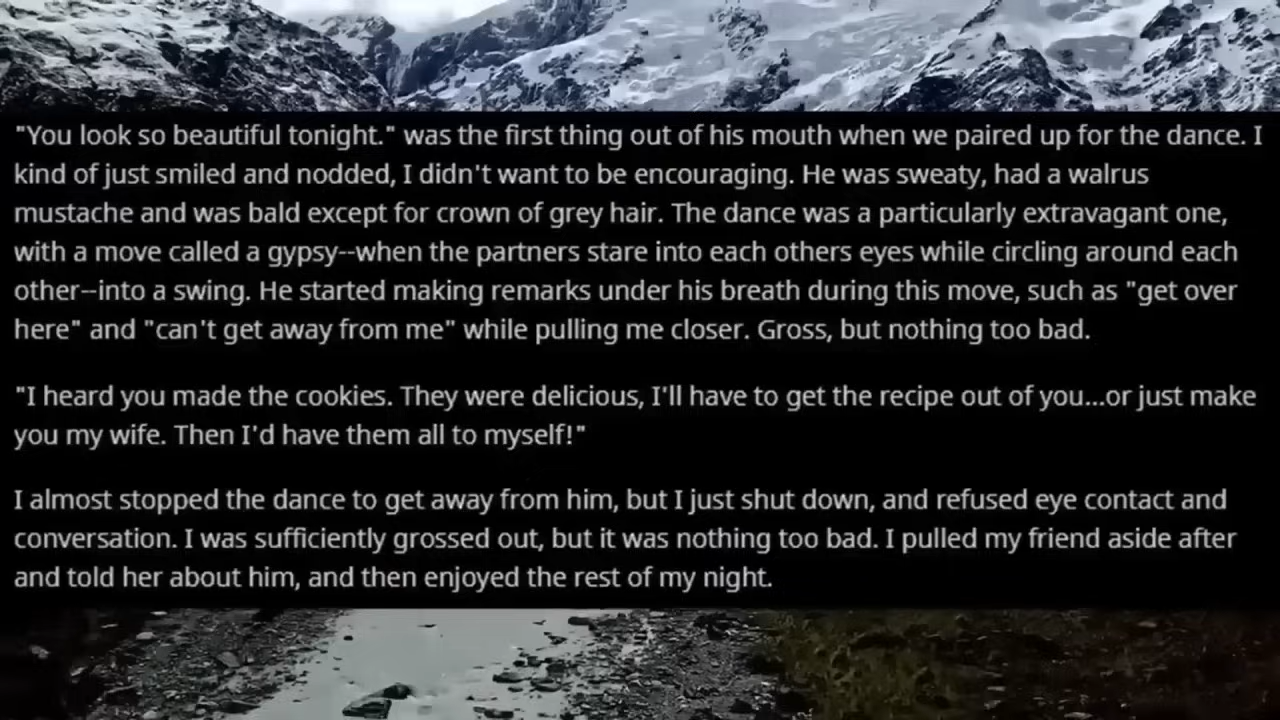 "You look so beautiful tonight." was the first thing out of his mouth when we paired up for the dance. I
kind of just smiled and nodded, I didn't want to be encouraging. He was sweaty, had a walrus
mustache and was bald except for crown of grey hair. The dance was a particularly extravagant one,
with a move called a gypsy--when the partners stare into each others eyes while circling around each
other--into a swing. He started making remarks under his breath during this move, such as "get over
here" and "can't get away from me" while pulling me closer. Gross, but nothing too bad.
"I heard you made the cookies. They were delicious, I'll have to get the recipe out of you...or just make
you my wife. Then I'd have them all to myself!"
I almost stopped the dance to get away from him, but I just shut down, and refused eye contact and
conversation. I was sufficiently grossed out, but it was nothing too bad. I pulled my friend aside after
and told her about him, and then enjoyed the rest of my night.